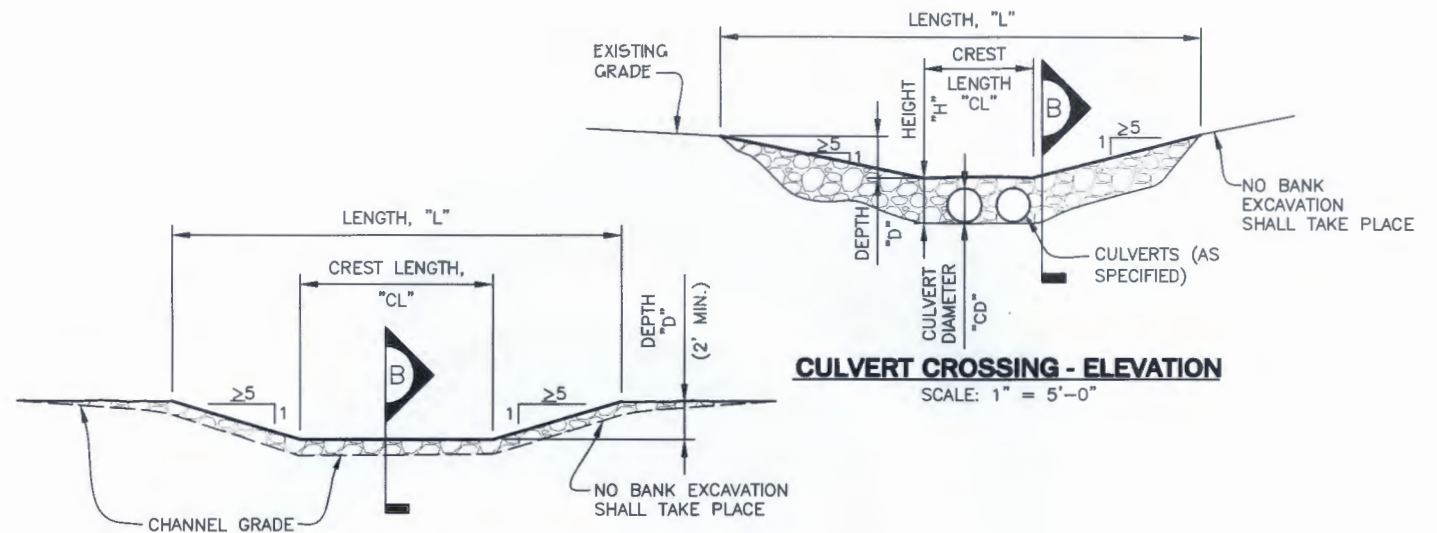 LENGTH, "L"
CREST
LENGTH
"CL"
EXISTING
GRADE
HEIGHT
"H"
B
≥5
1
≥5
1
DEPTH
"D"
NO BANK
EXCAVATION
SHALL TAKE PLACE
CULVERTS (AS
SPECIFIED)
CULVERT
DIAMETER
"CD"
CULVERT CROSSING - ELEVATION
SCALE: 1" = 5'-0"
LENGTH, "L"
CREST LENGTH,
"CL"
DEPTH
"D"
(2' MIN.)
B
≥5
1
≥5
1
NO BANK EXCAVATION
SHALL TAKE PLACE
CHANNEL GRADE